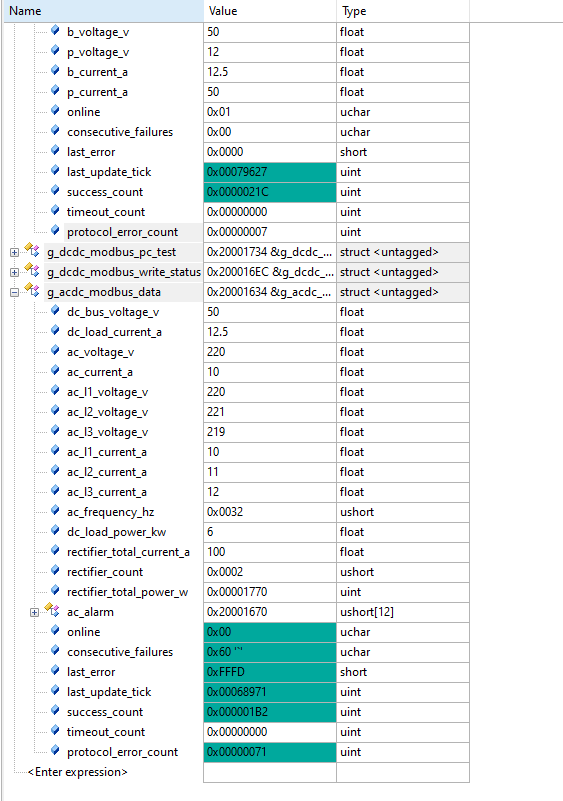 Name Value Type
b_voltage_v 50 float
p_voltage_v 12 float
b_current_a 12.5 float
p_current_a 50 float
online 0x01 uchar
consecutive_failures 0x00 uchar
last_error 0x0000 short
last_update_tick 0x00079627 uint
success_count 0x0000021C uint
timeout_count 0x00000000 uint
protocol_error_count 0x00000007 uint
g_dcdc_modbus_pc_test 0x20001734 &g_dcdc_... struct <untagged>
g_dcdc_modbus_write_status 0x200016EC &g_dcdc_... struct <untagged>
g_acdc_modbus_data 0x20001634 &g_acdc_... struct <untagged>
dc_bus_voltage_v 50 float
dc_load_current_a 12.5 float
ac_voltage_v 220 float
ac_current_a 10 float
ac_l1_voltage_v 220 float
ac_l2_voltage_v 221 float
ac_l3_voltage_v 219 float
ac_l1_current_a 10 float
ac_l2_current_a 11 float
ac_l3_current_a 12 float
ac_frequency_hz 0x0032 ushort
dc_load_power_kw 6 float
rectifier_total_current_a 100 float
rectifier_count 0x0002 ushort
rectifier_total_power_w 0x00001770 uint
ac_alarm 0x20001670 ushort[12]
online 0x00 uchar
consecutive_failures 0x60 '`' uchar
last_error 0xFFFD short
last_update_tick 0x00068971 uint
success_count 0x000001B2 uint
timeout_count 0x00000000 uint
protocol_error_count 0x00000071 uint
<Enter expression>